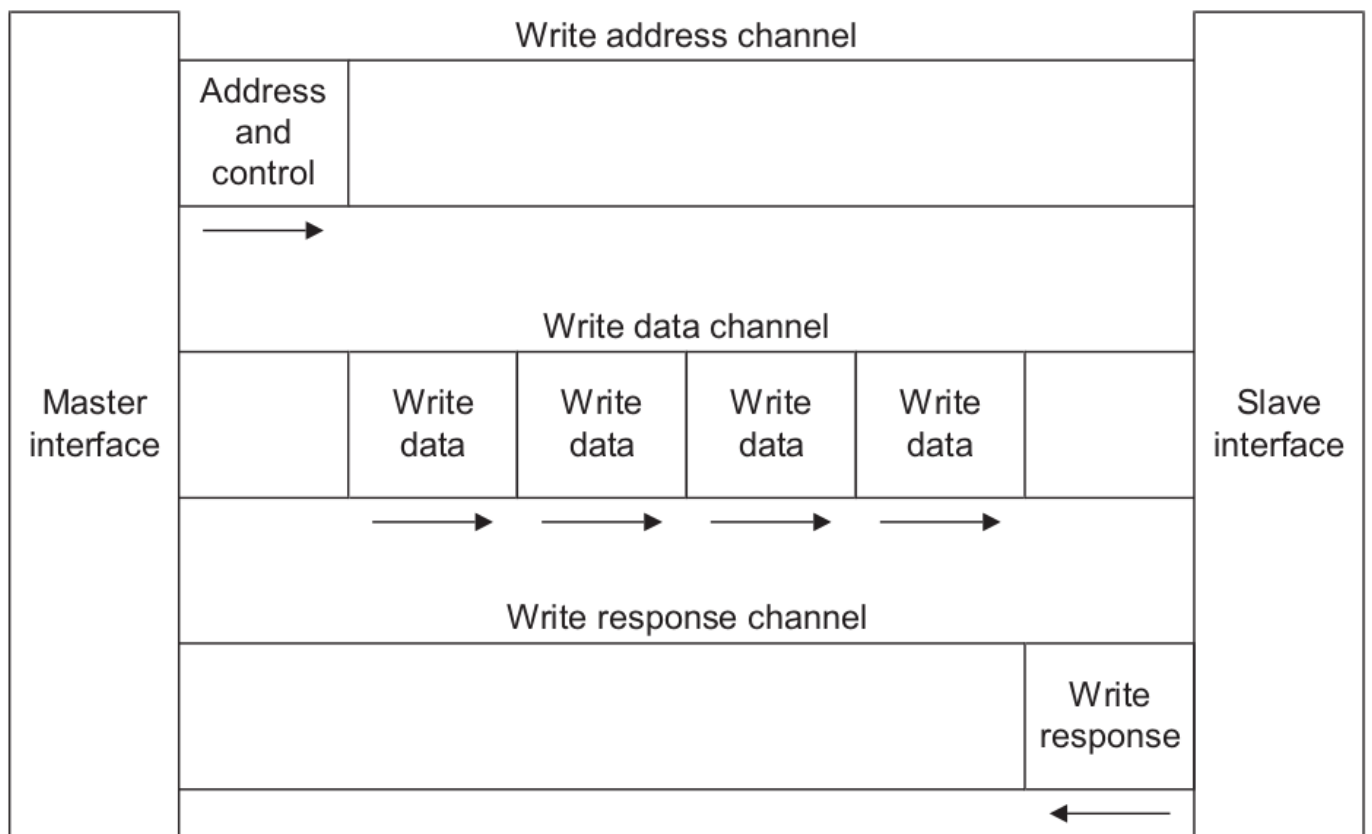 Write address channel
Address
and
control
Write data channel
Master
interface
Write
data
Write
data
Write
data
Write
data
Slave
interface
Write response channel
Write
response